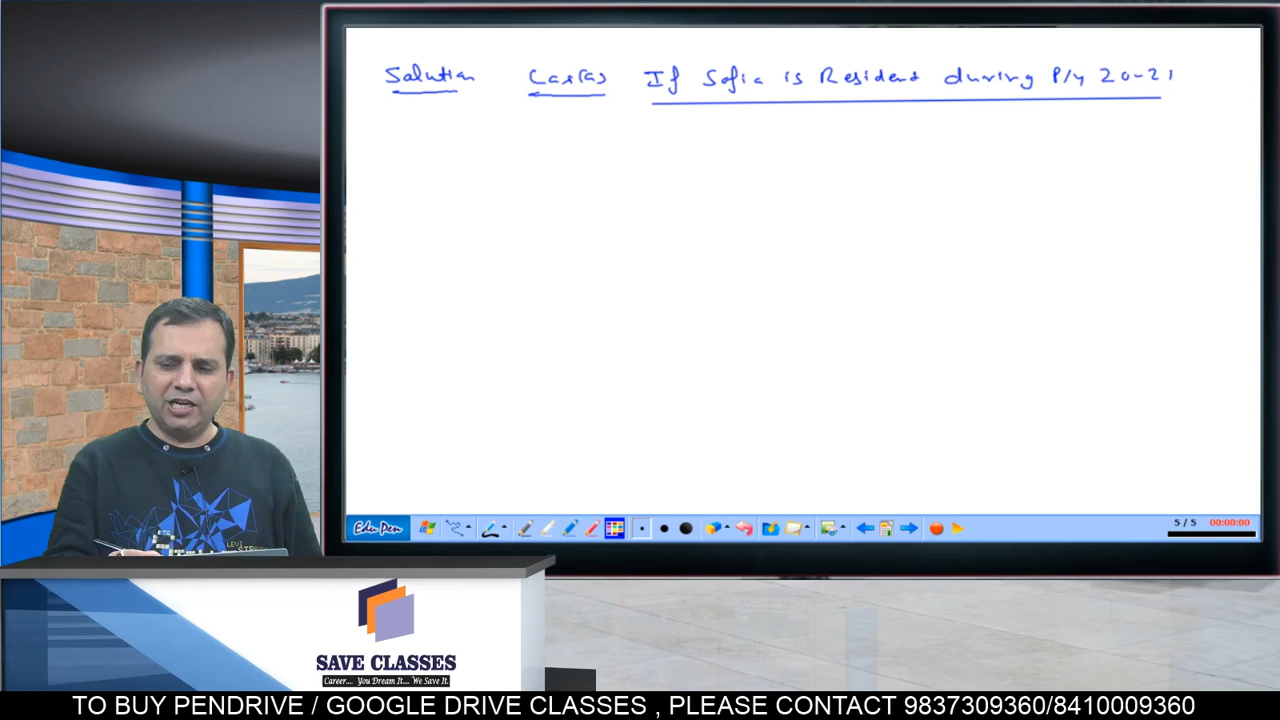 Solution Case(a) If Sofia is Resident during P/Y 20-21
Edu Pen
5 / 5 00:00:00
LEVI
SAVE CLASSES
Career.... You Dream It.... We Save It.
TO BUY PENDRIVE / GOOGLE DRIVE CLASSES , PLEASE CONTACT 9837309360/8410009360